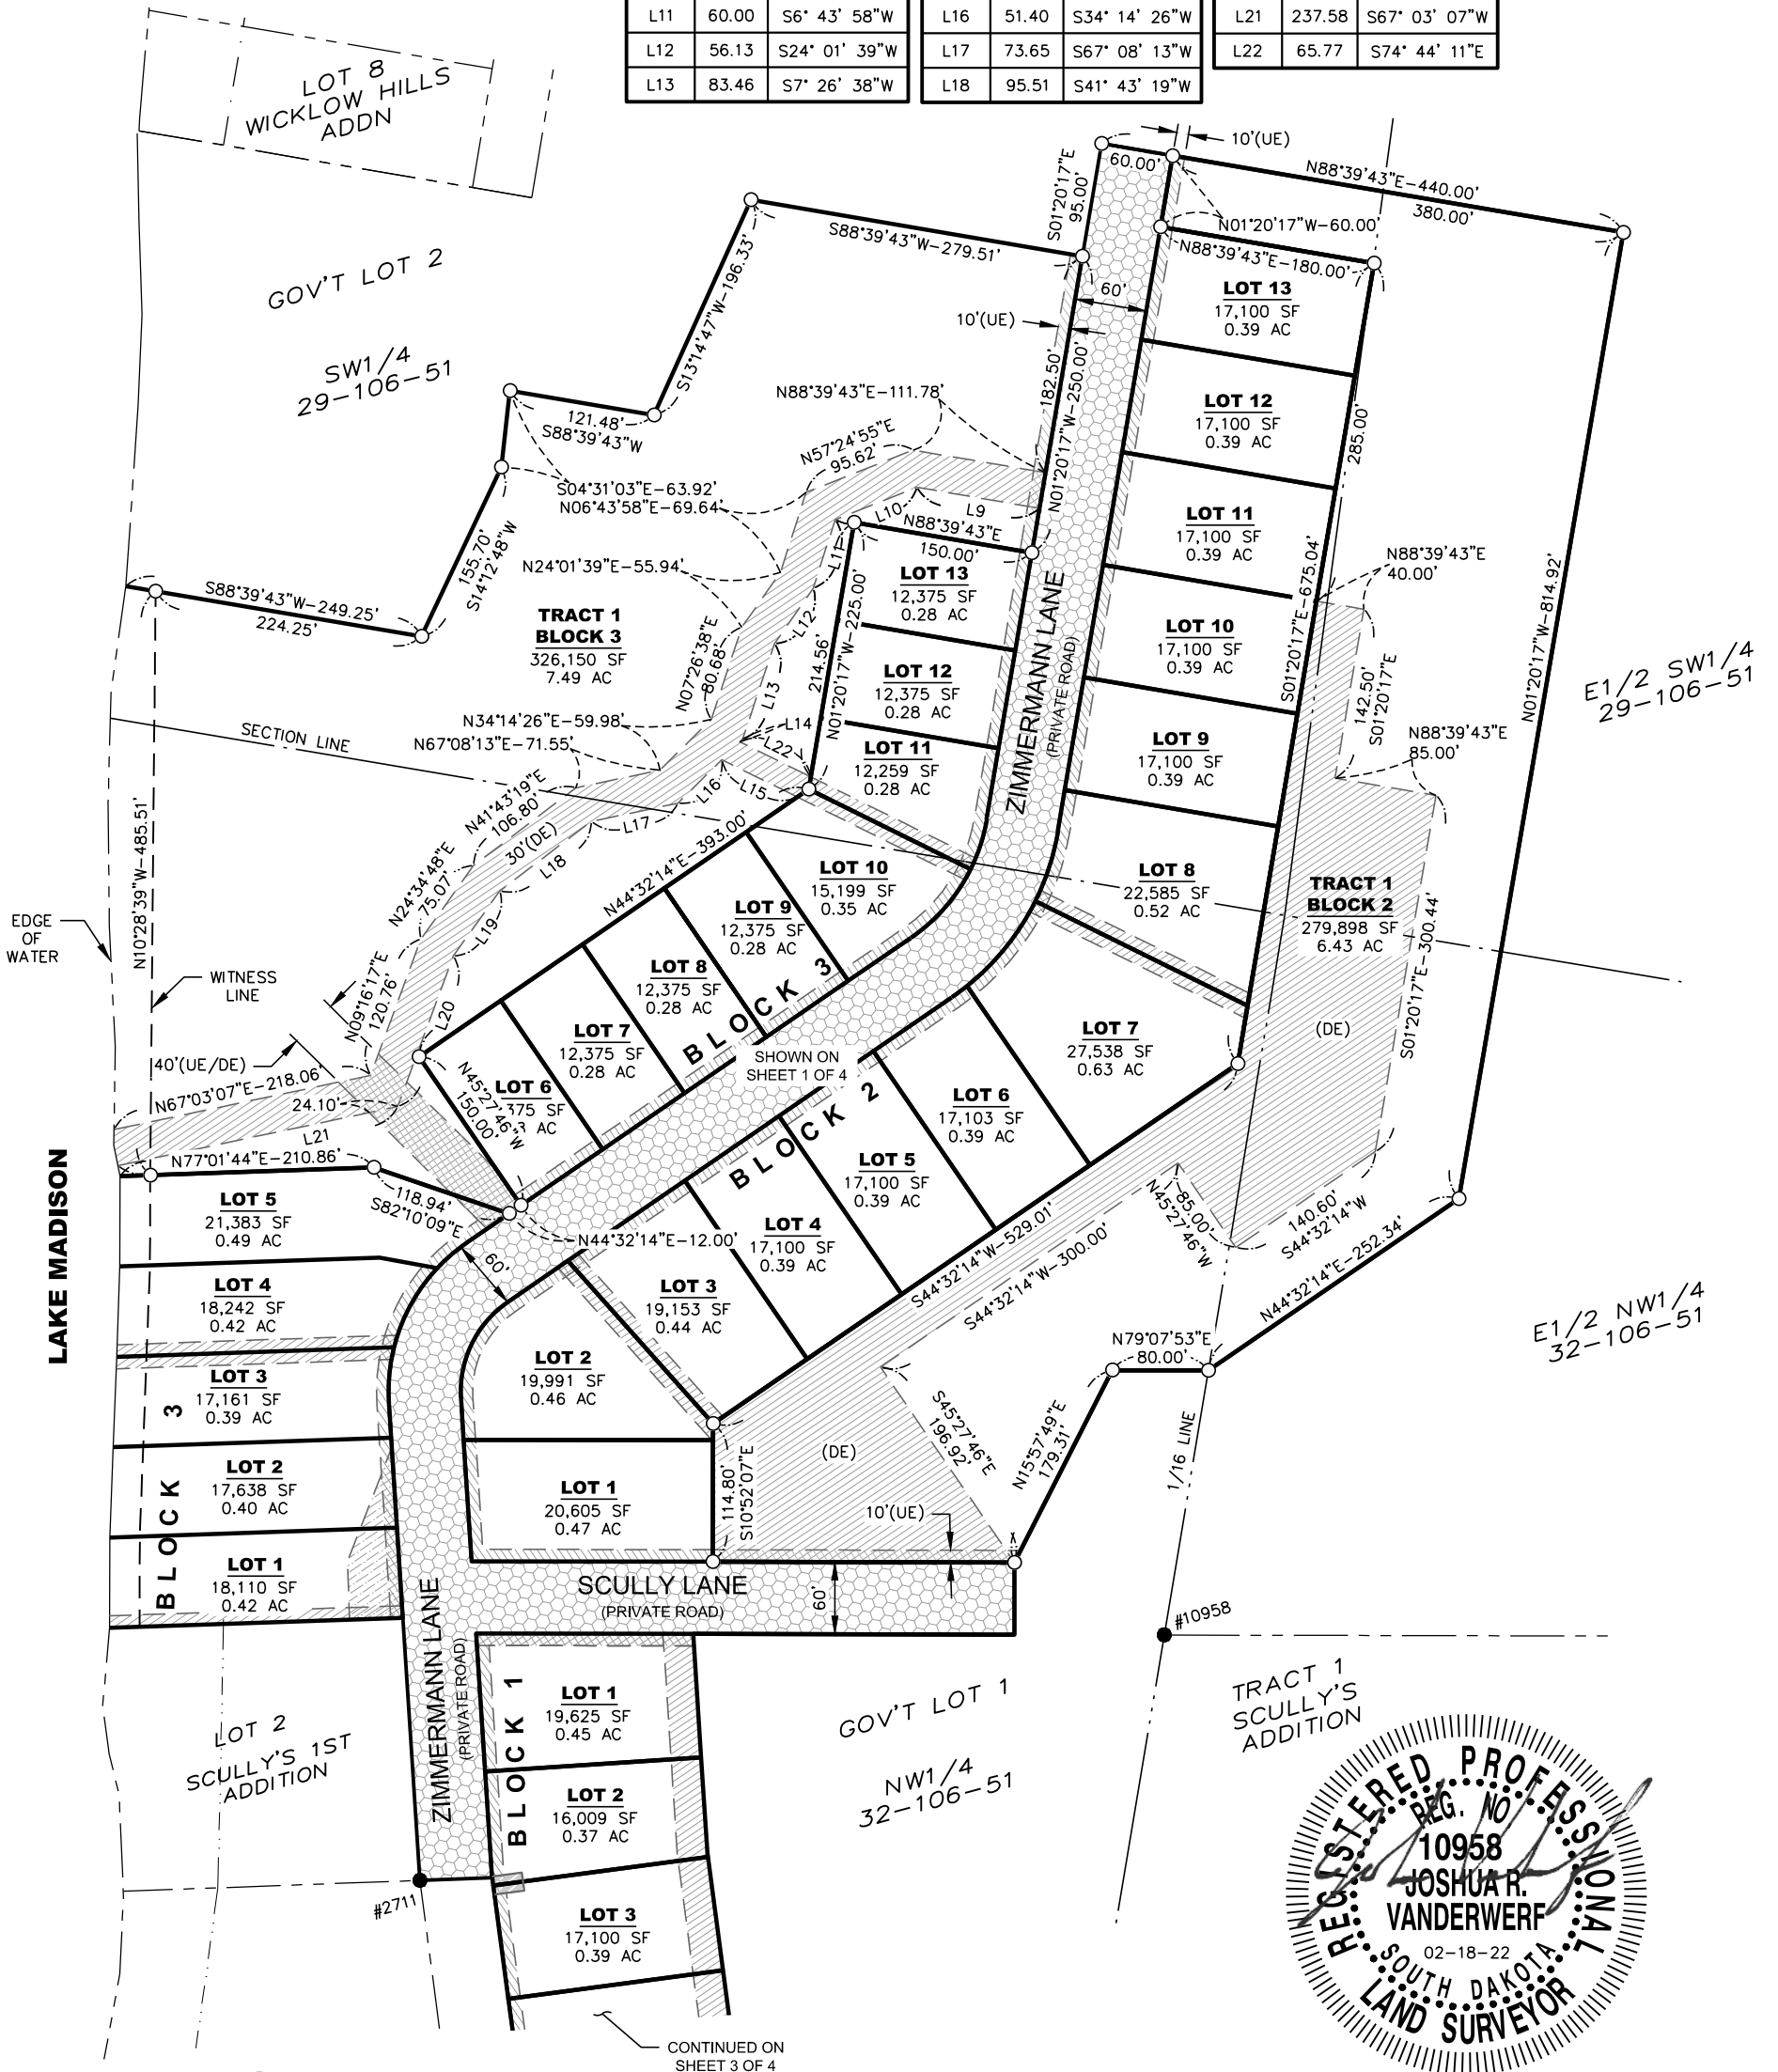 L11 60.00 S6° 43' 58"W
L12 56.13 S24° 01' 39"W
L13 83.46 S7° 26' 38"W
L16 51.40 S34° 14' 26"W
L17 73.65 S67° 08' 13"W
L18 95.51 S41° 43' 19"W
L21 237.58 S67° 03' 07"W
L22 65.77 S74° 44' 11"E
LOT 8
WICKLOW HILLS
ADDN
GOV'T LOT 2
SW1/4
29-106-51
10'(UE)
60.00'
S01°20'17"E
95.00'
N88°39'43"E-440.00'
380.00'
N01°20'17"W-60.00'
N88°39'43"E-180.00'
S88°39'43"W-279.51'
S13°14'47"W-196.33'
121.48'
S88°39'43"W
S04°31'03"E-63.92'
155.70'
S14°12'48"W
S88°39'43"W-249.25'
224.25'
60'
10'(UE)
182.50'
N01°20'17"W-250.00'
N88°39'43"E-111.78'
N57°24'55"E
95.62'
N06°43'58"E-69.64'
N24°01'39"E-55.94'
N07°26'38"E
80.68'
N34°14'26"E-59.98'
N67°08'13"E-71.55'
N41°43'19"E
106.80'
30'(DE)
N24°34'48"E
75.07'
N09°16'17"E
120.76'
L9
L10
L11
L12
L13
L14
L22
L15
L16
L17
L18
L19
L20
L21
N88°39'43"E
150.00'
214.56'
N01°20'17"W-225.00'
TRACT 1
BLOCK 3
326,150 SF
7.49 AC
SECTION LINE
LOT 13
17,100 SF
0.39 AC
LOT 12
17,100 SF
0.39 AC
LOT 11
17,100 SF
0.39 AC
LOT 10
17,100 SF
0.39 AC
LOT 9
17,100 SF
0.39 AC
LOT 8
22,585 SF
0.52 AC
LOT 7
27,538 SF
0.63 AC
LOT 6
17,103 SF
0.39 AC
LOT 5
17,100 SF
0.39 AC
LOT 4
17,100 SF
0.39 AC
LOT 3
19,153 SF
0.44 AC
LOT 2
19,991 SF
0.46 AC
LOT 1
20,605 SF
0.47 AC
BLOCK 2
285.00'
S01°20'17"E-675.04'
N88°39'43"E
40.00'
142.50'
S01°20'17"E
N88°39'43"E
85.00'
N01°20'17"W-814.92'
E1/2 SW1/4
29-106-51
TRACT 1
BLOCK 2
279,898 SF
6.43 AC
S01°20'17"E-300.44'
(DE)
LOT 13
12,375 SF
0.28 AC
LOT 12
12,375 SF
0.28 AC
LOT 11
12,259 SF
0.28 AC
LOT 10
15,199 SF
0.35 AC
LOT 9
12,375 SF
0.28 AC
LOT 8
12,375 SF
0.28 AC
LOT 7
12,375 SF
0.28 AC
LOT 6
375 SF
AC
N45°27'46"W
150.00'
N44°32'14"E-393.00'
BLOCK 3
SHOWN ON
SHEET 1 OF 4
ZIMMERMANN LANE
(PRIVATE ROAD)
EDGE
OF
WATER
N10°28'39"W-485.51'
WITNESS
LINE
40'(UE/DE)
N67°03'07"E-218.06'
24.10'
N77°01'44"E-210.86'
118.94'
S82°10'09"E
N44°32'14"E-12.00'
60'
LAKE MADISON
LOT 5
21,383 SF
0.49 AC
LOT 4
18,242 SF
0.42 AC
LOT 3
17,161 SF
0.39 AC
LOT 2
17,638 SF
0.40 AC
LOT 1
18,110 SF
0.42 AC
BLOCK 3
S44°32'14"W-529.01'
S44°32'14"W-300.00'
85.00'
N45°27'46"W
140.60'
S44°32'14"W
N44°32'14"E-252.34'
N79°07'53"E
80.00'
N15°57'49"E
179.31'
S45°27'46"E
196.92'
(DE)
114.80'
S10°52'07"E
10'(UE)
1/16 LINE
E1/2 NW1/4
32-106-51
SCULLY LANE
(PRIVATE ROAD)
60'
#10958
ZIMMERMANN LANE
(PRIVATE ROAD)
BLOCK 1
LOT 1
19,625 SF
0.45 AC
LOT 2
16,009 SF
0.37 AC
LOT 3
17,100 SF
0.39 AC
LOT 2
SCULLY'S 1ST
ADDITION
#2711
GOV'T LOT 1
NW1/4
32-106-51
TRACT 1
SCULLY'S
ADDITION
CONTINUED ON
SHEET 3 OF 4
REGISTERED PROFESSIONAL
REG. NO
10958
JOSHUA R.
VANDERWERF
02-18-22
SOUTH DAKOTA
LAND SURVEYOR